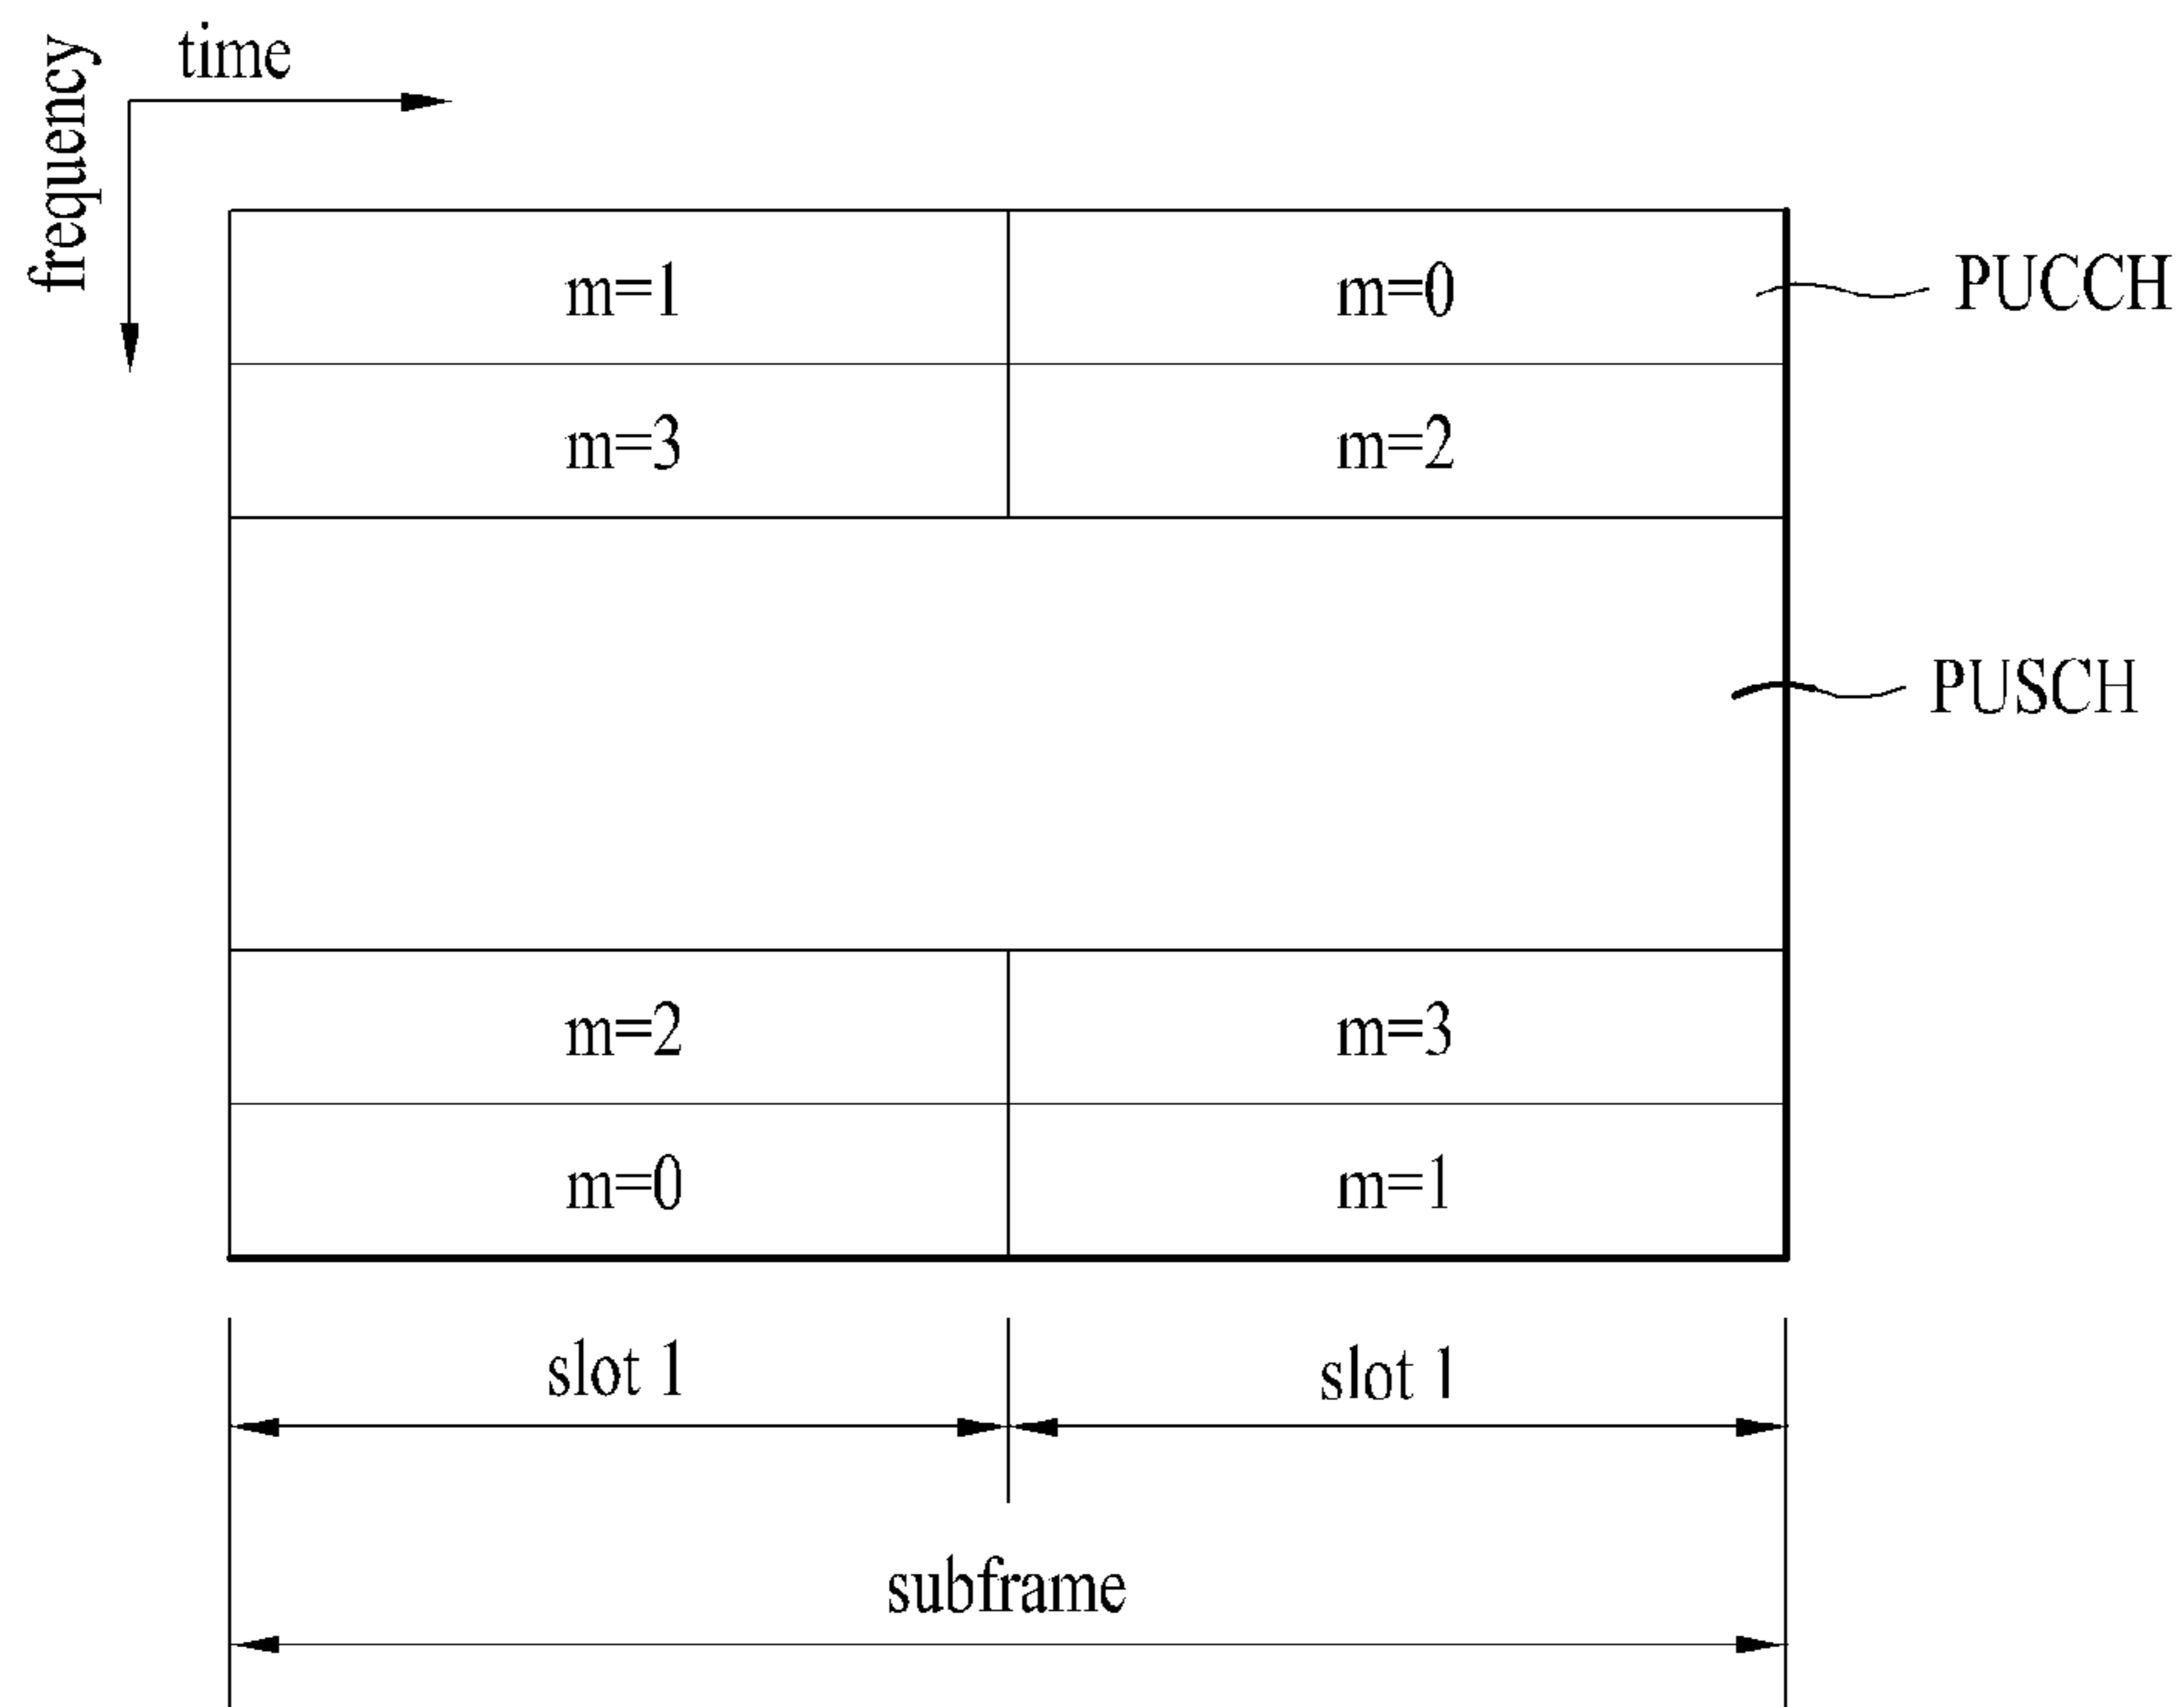 time
frequency
m=1
m=0
PUCCH
m=3
m=2
PUSCH
m=2
m=3
m=0
m=1
slot 1
slot 1
subframe